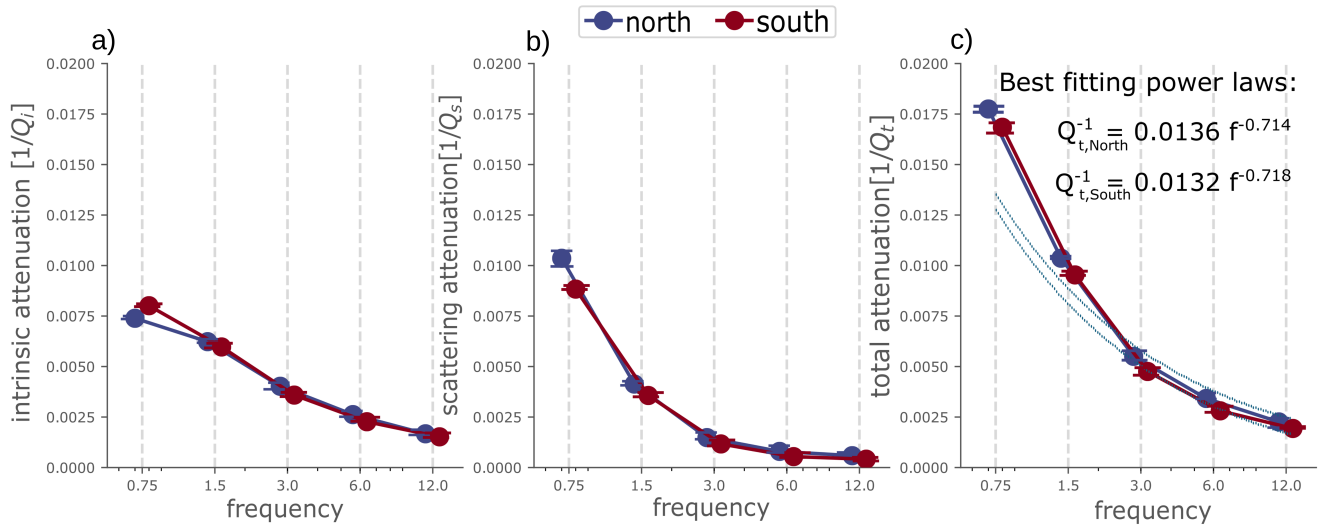 north south
a)
intrinsic attenuation [1/Qᵢ]
0.0200
0.0175
0.0150
0.0125
0.0100
0.0075
0.0050
0.0025
0.0000
0.75 1.5 3.0 6.0 12.0
frequency
b)
scattering attenuation[1/Qₛ]
0.0200
0.0175
0.0150
0.0125
0.0100
0.0075
0.0050
0.0025
0.0000
0.75 1.5 3.0 6.0 12.0
frequency
c)
total attenuation[1/Qₜ]
0.0200
0.0175
0.0150
0.0125
0.0100
0.0075
0.0050
0.0025
0.0000
Best fitting power laws:
Q⁻¹ t,North = 0.0136 f⁻⁰·⁷¹⁴
Q⁻¹ t,South = 0.0132 f⁻⁰·⁷¹⁸
0.75 1.5 3.0 6.0 12.0
frequency